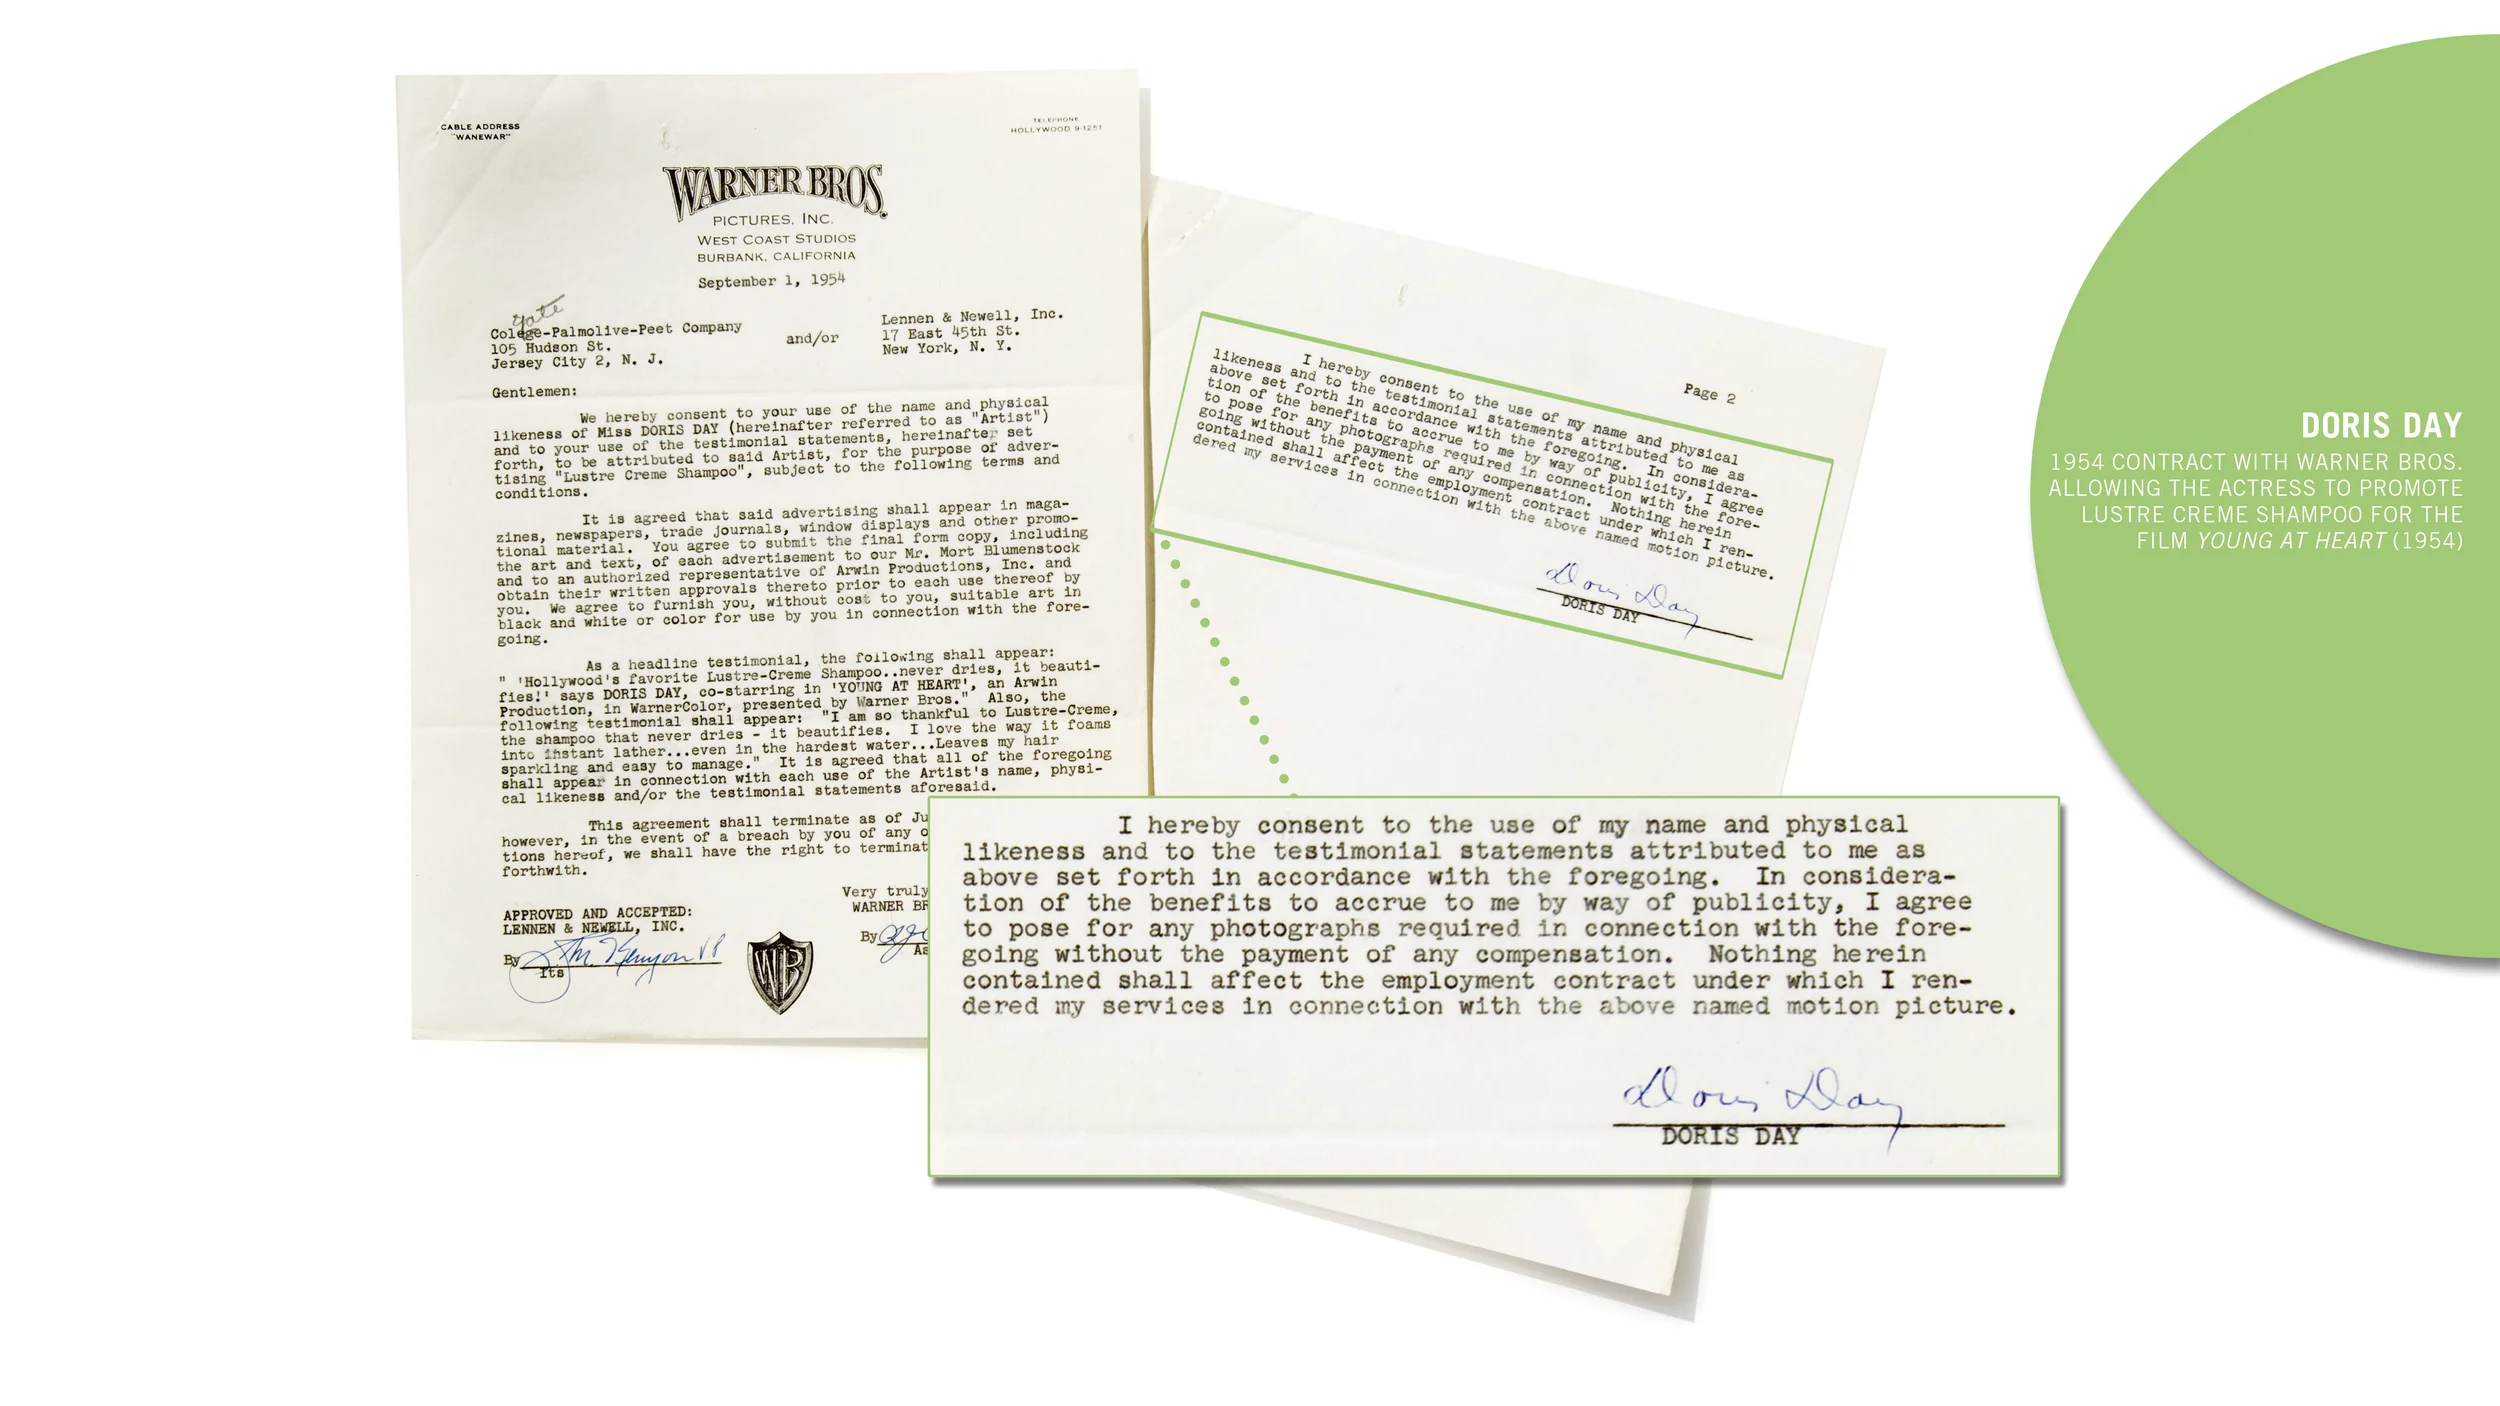 CABLE ADDRESS
"WANEWAR"
TELEPHONE
HOLLYWOOD 9-1251
WARNER BROS.
PICTURES, INC.
WEST COAST STUDIOS
BURBANK, CALIFORNIA
September 1, 1954
gate
Colege-Palmolive-Peet Company
105 Hudson St.
Jersey City 2, N. J.
and/or
Lennen & Newell, Inc.
17 East 45th St.
New York, N. Y.
Gentlemen:
We hereby consent to your use of the name and physical
likeness of Miss DORIS DAY (hereinafter referred to as "Artist")
and to your use of the testimonial statements, hereinafter set
forth, to be attributed to said Artist, for the purpose of adver-
tising "Lustre Creme Shampoo", subject to the following terms and
conditions.
It is agreed that said advertising shall appear in maga-
zines, newspapers, trade journals, window displays and other promo-
tional material. You agree to submit the final form copy, including
the art and text, of each advertisement to our Mr. Mort Blumenstock
and to an authorized representative of Arwin Productions, Inc. and
obtain their written approvals thereto prior to each use thereof by
you. We agree to furnish you, without cost to you, suitable art in
black and white or color for use by you in connection with the fore-
going.
As a headline testimonial, the following shall appear:
" 'Hollywood's favorite Lustre-Creme Shampoo..never dries, it beauti-
fies!' says DORIS DAY, co-starring in 'YOUNG AT HEART', an Arwin
Production, in WarnerColor, presented by Warner Bros." Also, the
following testimonial shall appear: "I am so thankful to Lustre-Creme,
the shampoo that never dries - it beautifies. I love the way it foams
into instant lather...even in the hardest water...Leaves my hair
sparkling and easy to manage." It is agreed that all of the foregoing
shall appear in connection with each use of the Artist's name, physi-
cal likeness and/or the testimonial statements aforesaid.
This agreement shall terminate as of Ju
however, in the event of a breach by you of any o
tions hereof, we shall have the right to terminat
forthwith.
Very truly
WARNER BR
By
As
APPROVED AND ACCEPTED:
LENNEN & NEWELL, INC.
By
Its
WB
Page 2
I hereby consent to the use of my name and physical
likeness and to the testimonial statements attributed to me as
above set forth in accordance with the foregoing. In considera-
tion of the benefits to accrue to me by way of publicity, I agree
to pose for any photographs required in connection with the fore-
going without the payment of any compensation. Nothing herein
contained shall affect the employment contract under which I ren-
dered my services in connection with the above named motion picture.
Doris Day
DORIS DAY
I hereby consent to the use of my name and physical
likeness and to the testimonial statements attributed to me as
above set forth in accordance with the foregoing. In considera-
tion of the benefits to accrue to me by way of publicity, I agree
to pose for any photographs required in connection with the fore-
going without the payment of any compensation. Nothing herein
contained shall affect the employment contract under which I ren-
dered my services in connection with the above named motion picture.
Doris Day
DORIS DAY
DORIS DAY
1954 CONTRACT WITH WARNER BROS.
ALLOWING THE ACTRESS TO PROMOTE
LUSTRE CREME SHAMPOO FOR THE
FILM YOUNG AT HEART (1954)